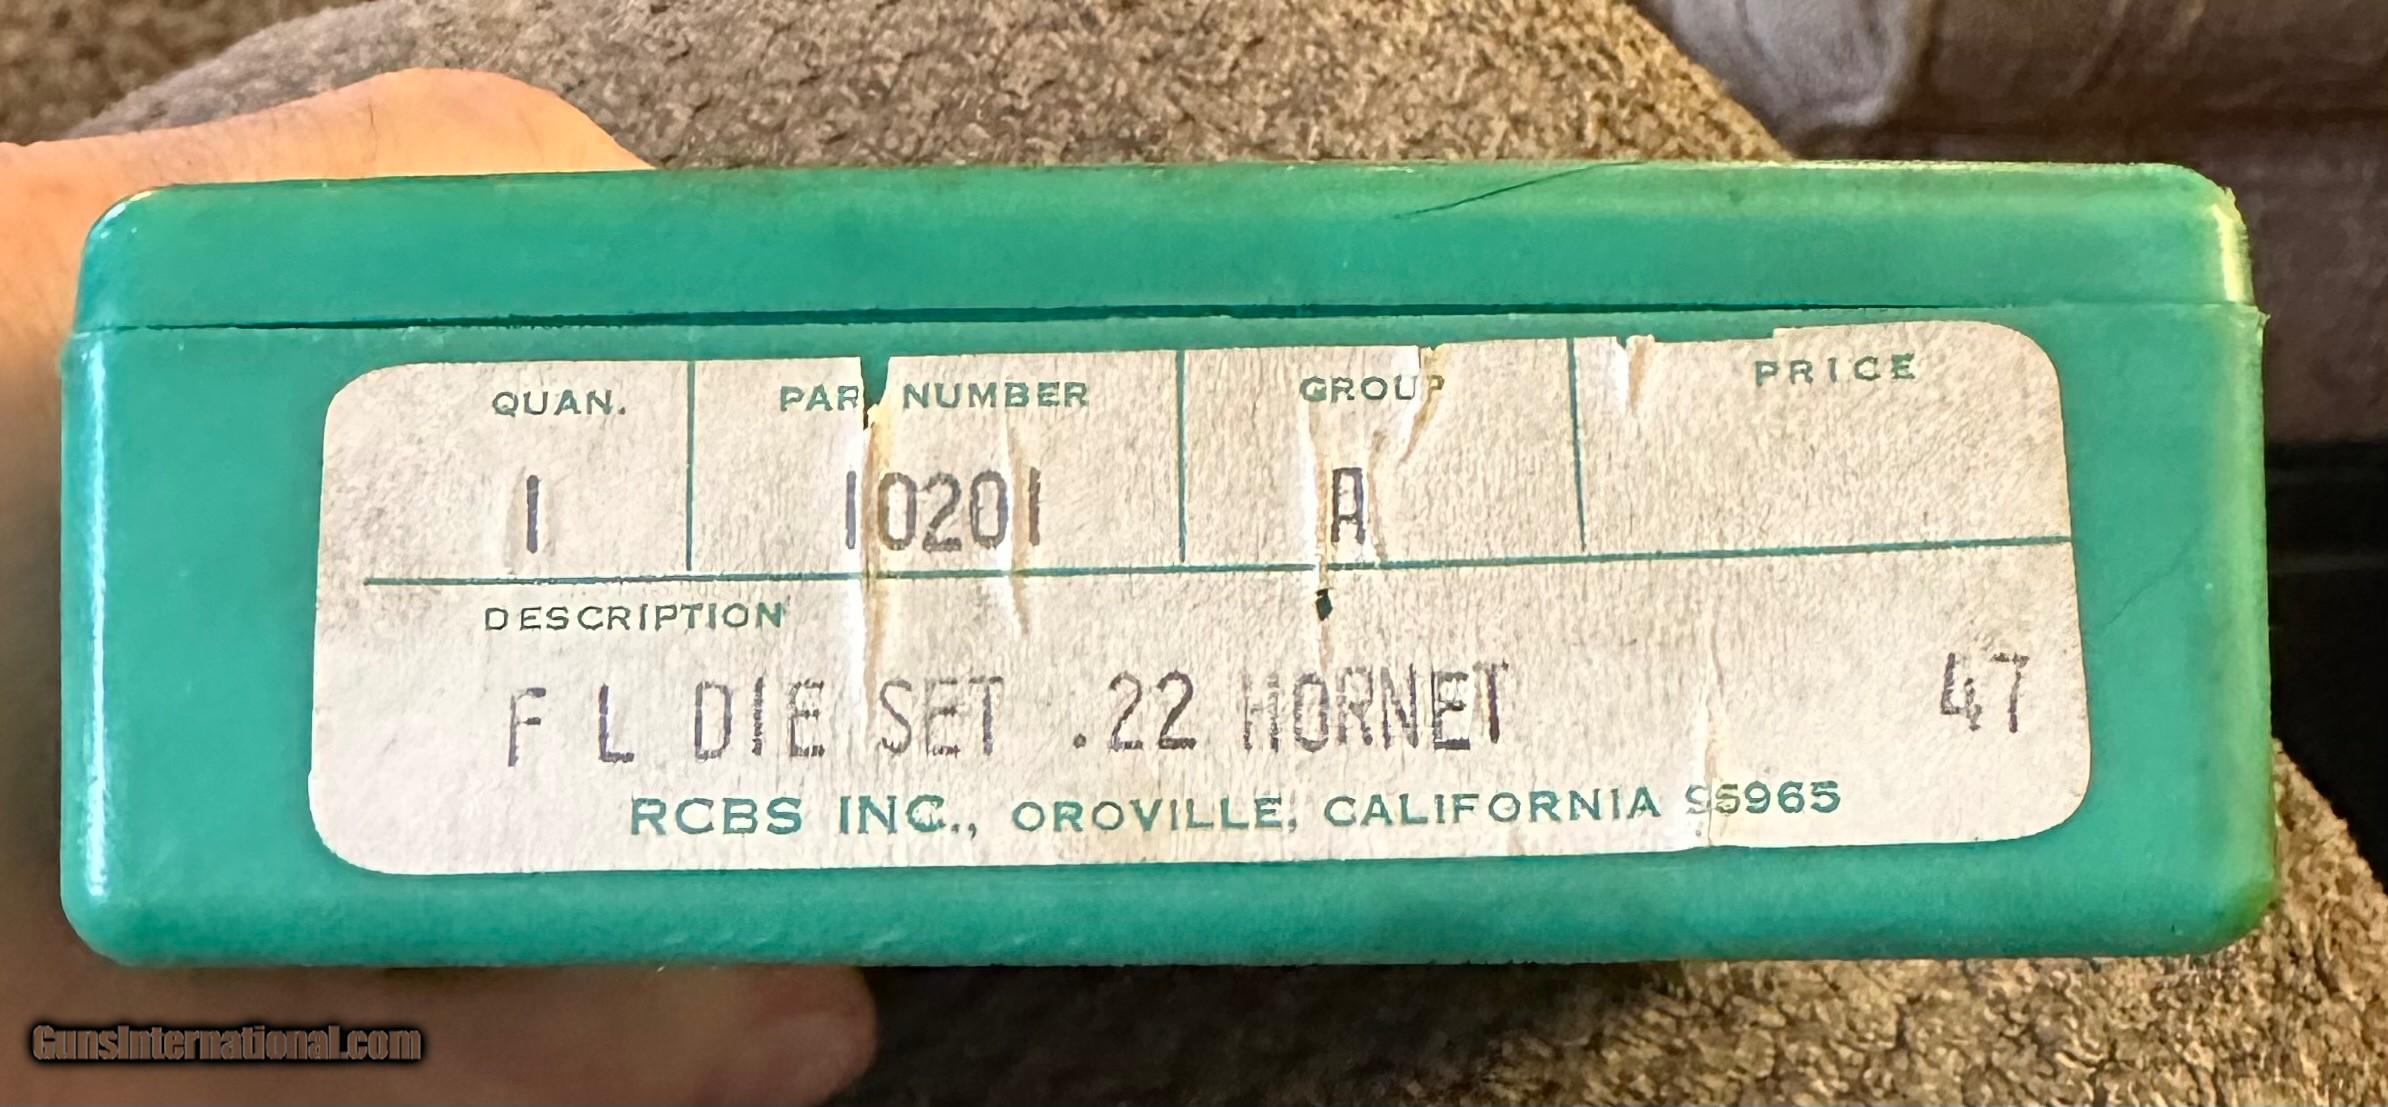 QUAN. PART NUMBER GROUP PRICE
1 10201 A
DESCRIPTION
F L DIE SET .22 HORNET 47
RCBS INC., OROVILLE, CALIFORNIA 95965
GunsInternational.com